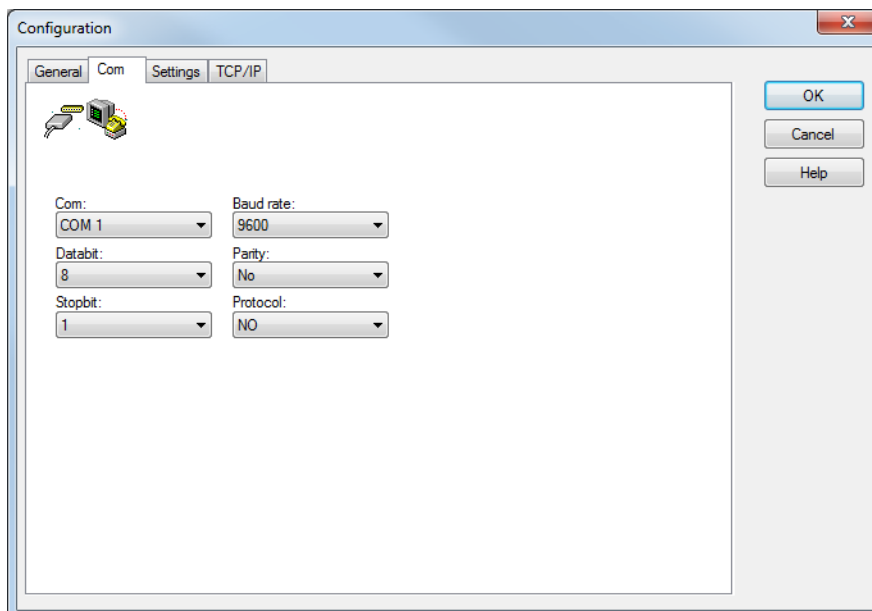 Configuration
General Com Settings TCP/IP
OK
Cancel
Help
Com: Baud rate:
COM 1 9600
Databit: Parity:
8 No
Stopbit: Protocol:
1 NO